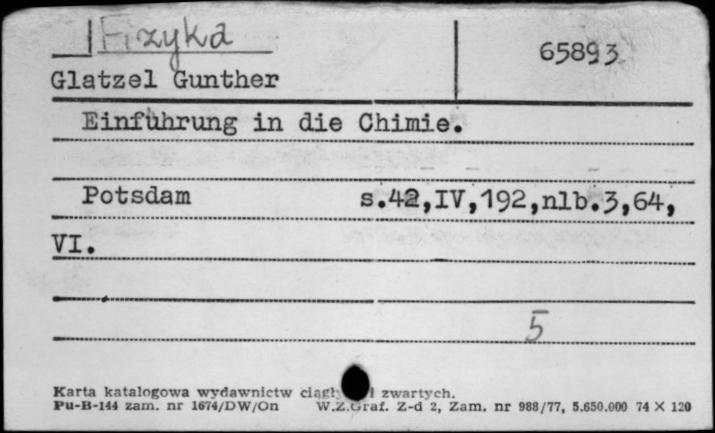 Fizyka
65893
Glatzel Gunther
Einführung in die Chimie.
Potsdam s.42,IV,192,nlb.3,64,
VI.
5
Karta katalogowa wydawnictw zwartych.
Pu-B-144 zam. nr 1674/DW/On W.Z.Graf. Z-d 2, Zam. nr 988/77, 5.650.000 74 × 120